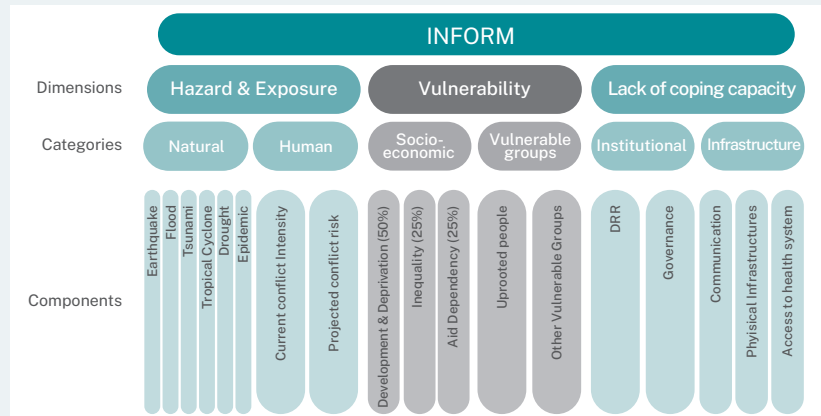 INFORM
Dimensions
Hazard & Exposure
Vulnerability
Lack of coping capacity
Categories
Natural
Human
Socio-
economic
Vulnerable
groups
Institutional
Infrastructure
Components
Earthquake
Flood
Tsunami
Tropical Cyclone
Drought
Epidemic
Current conflict Intensity
Projected conflict risk
Development & Deprivation (50%)
Inequality (25%)
Aid Dependency (25%)
Uprooted people
Other Vulnerable Groups
DRR
Governance
Communication
Phyisical Infrastructures
Access to health system